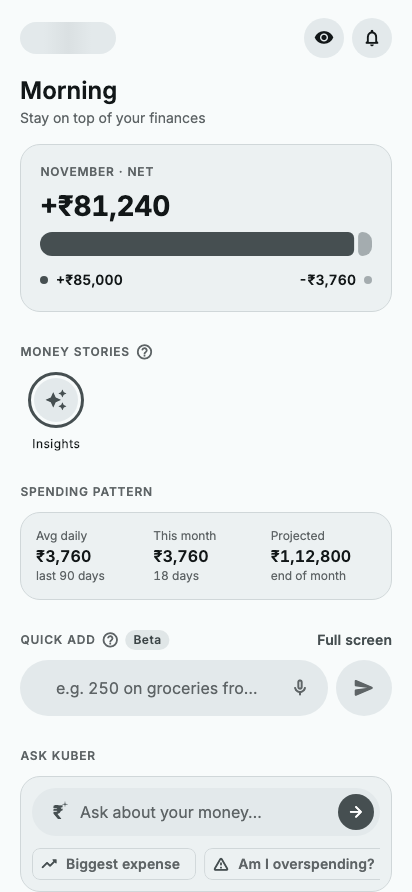 Morning
Stay on top of your finances
NOVEMBER · NET
+₹81,240
+₹85,000
-₹3,760
MONEY STORIES
Insights
SPENDING PATTERN
Avg daily This month Projected
₹3,760 ₹3,760 ₹1,12,800
last 90 days 18 days end of month
QUICK ADD Beta Full screen
e.g. 250 on groceries fro...
ASK KUBER
₹ Ask about your money...
Biggest expense Am I overspending?